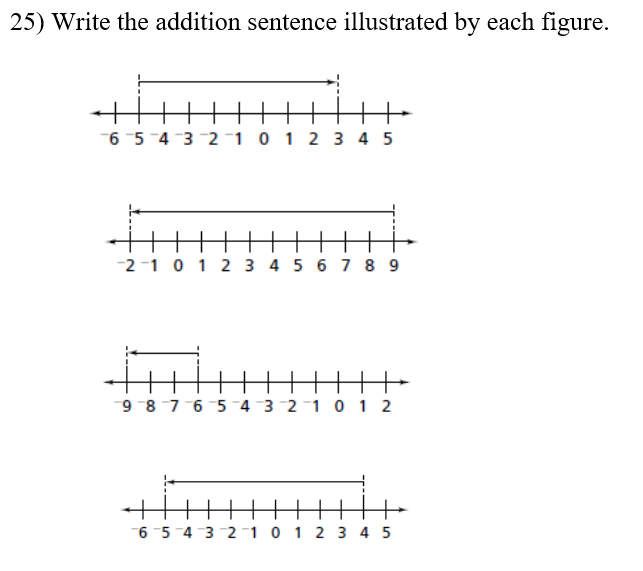 25) Write the addition sentence illustrated by each figure.
⁻6 ⁻5 ⁻4 ⁻3 ⁻2 ⁻1 0 1 2 3 4 5
⁻2 ⁻1 0 1 2 3 4 5 6 7 8 9
⁻9 ⁻8 ⁻7 ⁻6 ⁻5 ⁻4 ⁻3 ⁻2 ⁻1 0 1 2
⁻6 ⁻5 ⁻4 ⁻3 ⁻2 ⁻1 0 1 2 3 4 5